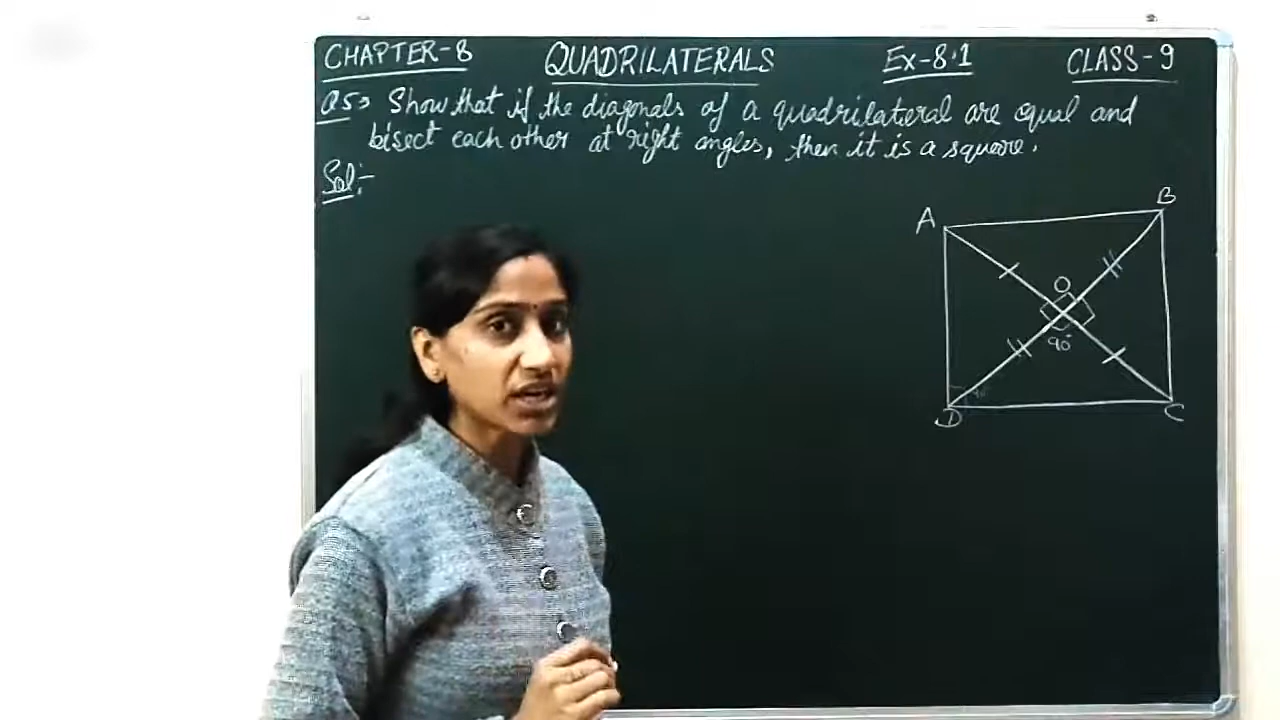 CHAPTER-8 QUADRILATERALS Ex-8.1 CLASS-9
Q5⇒ Show that if the diagonals of a quadrilateral are equal and
bisect each other at right angles, then it is a square.
Sol:-
B
A
O
90°
D
C